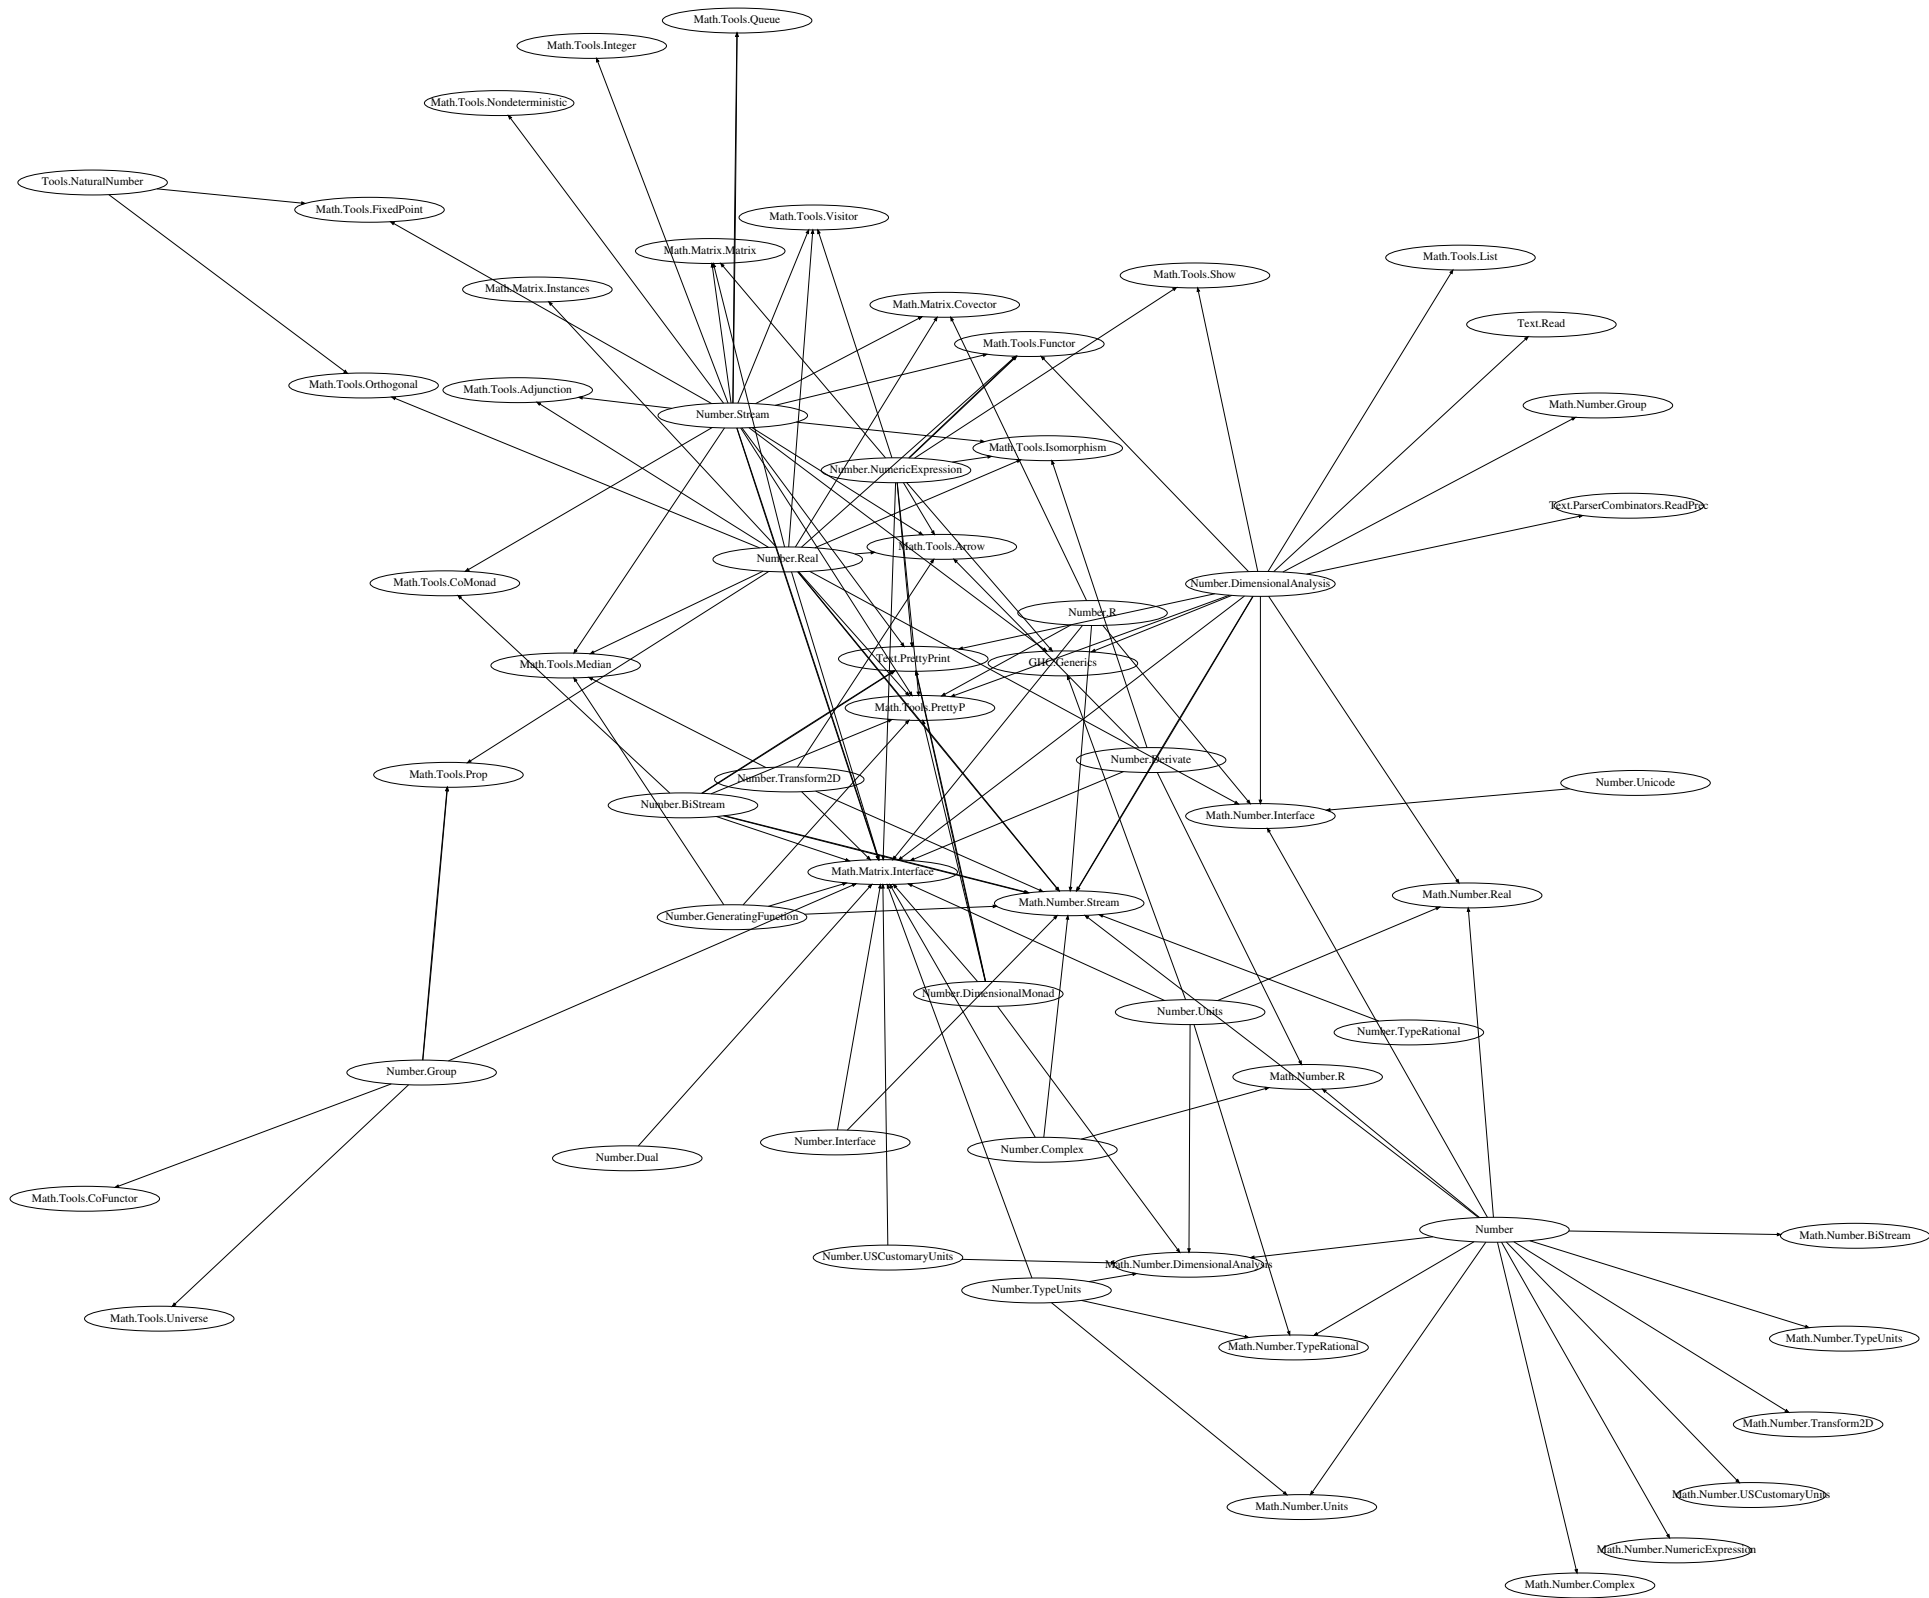 Math.Tools.Queue
Math.Tools.Integer
Math.Tools.Nondeterministic
Tools.NaturalNumber
Math.Tools.FixedPoint
Math.Tools.Visitor
Math.Matrix.Matrix
Math.Tools.List
Math.Tools.Show
Math.Matrix.Instances
Math.Matrix.Covector
Text.Read
Math.Tools.Functor
Math.Tools.Orthogonal
Math.Tools.Adjunction
Math.Number.Group
Number.Stream
Math.Tools.Isomorphism
Number.NumericExpression
Text.ParserCombinators.ReadPrec
Math.Tools.Arrow
Number.Real
Math.Tools.CoMonad
Number.DimensionalAnalysis
Number.R
Text.PrettyPrint
GHC.Generics
Math.Tools.Median
Math.Tools.PrettyP
Number.Derivate
Math.Tools.Prop
Number.Transform2D
Number.Unicode
Number.BiStream
Math.Number.Interface
Math.Matrix.Interface
Math.Number.Real
Math.Number.Stream
Number.GeneratingFunction
Number.DimensionalMonad
Number.Units
Number.TypeRational
Number.Group
Math.Number.R
Number.Interface
Number.Complex
Number.Dual
Math.Tools.CoFunctor
Number
Math.Number.BiStream
Number.USCustomaryUnits
Math.Number.DimensionalAnalysis
Number.TypeUnits
Math.Tools.Universe
Math.Number.TypeUnits
Math.Number.TypeRational
Math.Number.Transform2D
Math.Number.USCustomaryUnits
Math.Number.Units
Math.Number.NumericExpression
Math.Number.Complex